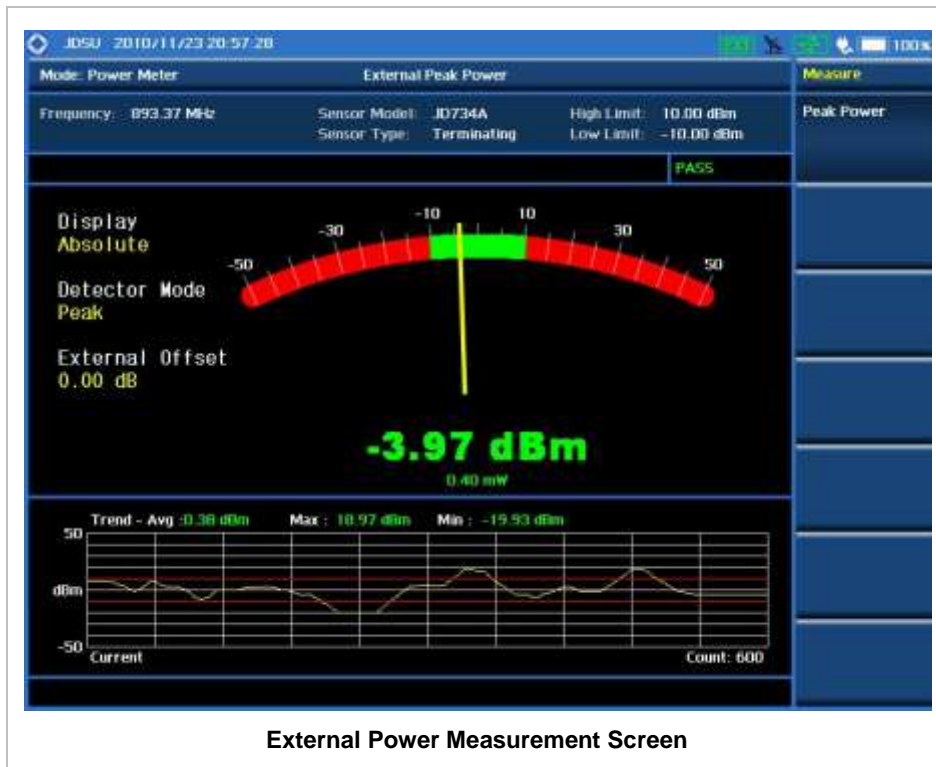 JDSU 2010/11/23 20:57:28 100%
Mode: Power Meter External Peak Power Measure
Frequency: 893.37 MHz Sensor Model: JD734A High Limit: 10.00 dBm Peak Power
Sensor Type: Terminating Low Limit: -10.00 dBm
PASS
Display
Absolute
Detector Mode
Peak
External Offset
0.00 dB
-50 -30 -10 10 30 50
-3.97 dBm
0.40 mW
Trend - Avg : Max : Min : -19.93 dBm
50
dBm
-50
Current Count: 600
External Power Measurement Screen